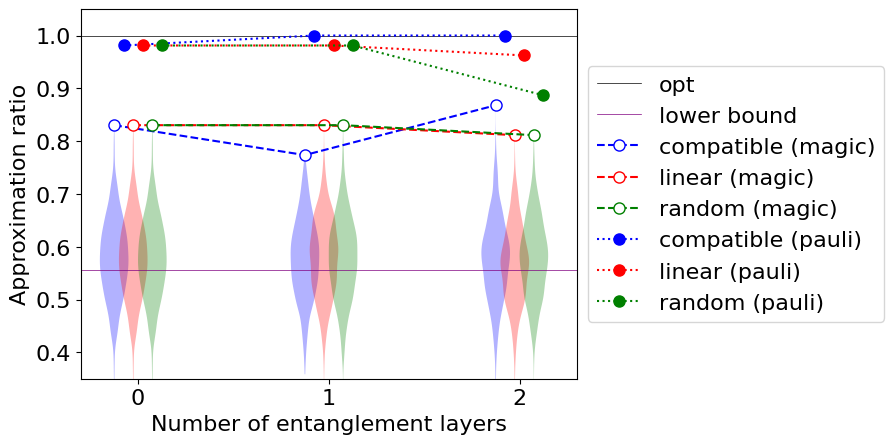 1.0
0.9
0.8
0.7
0.6
0.5
0.4
Approximation ratio
0 1 2
Number of entanglement layers
opt
lower bound
compatible (magic)
linear (magic)
random (magic)
compatible (pauli)
linear (pauli)
random (pauli)